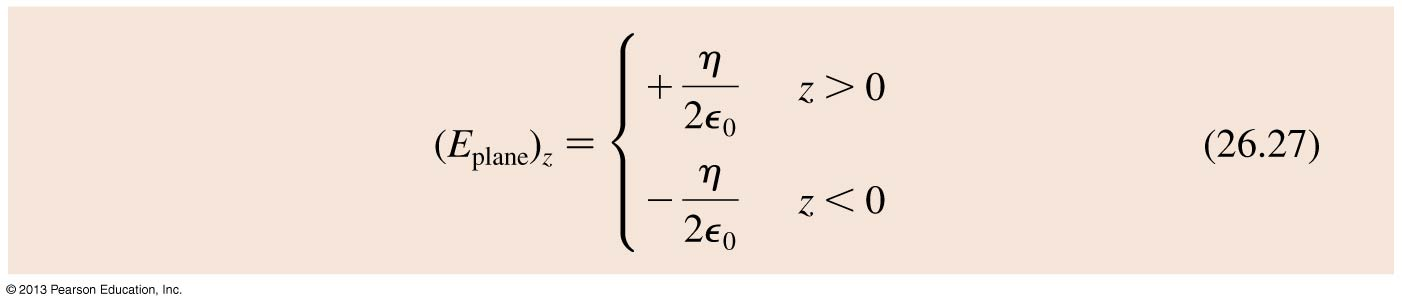 + η/2ϵ₀ z > 0
(E_plane)_z = { (26.27)
− η/2ϵ₀ z < 0
© 2013 Pearson Education, Inc.